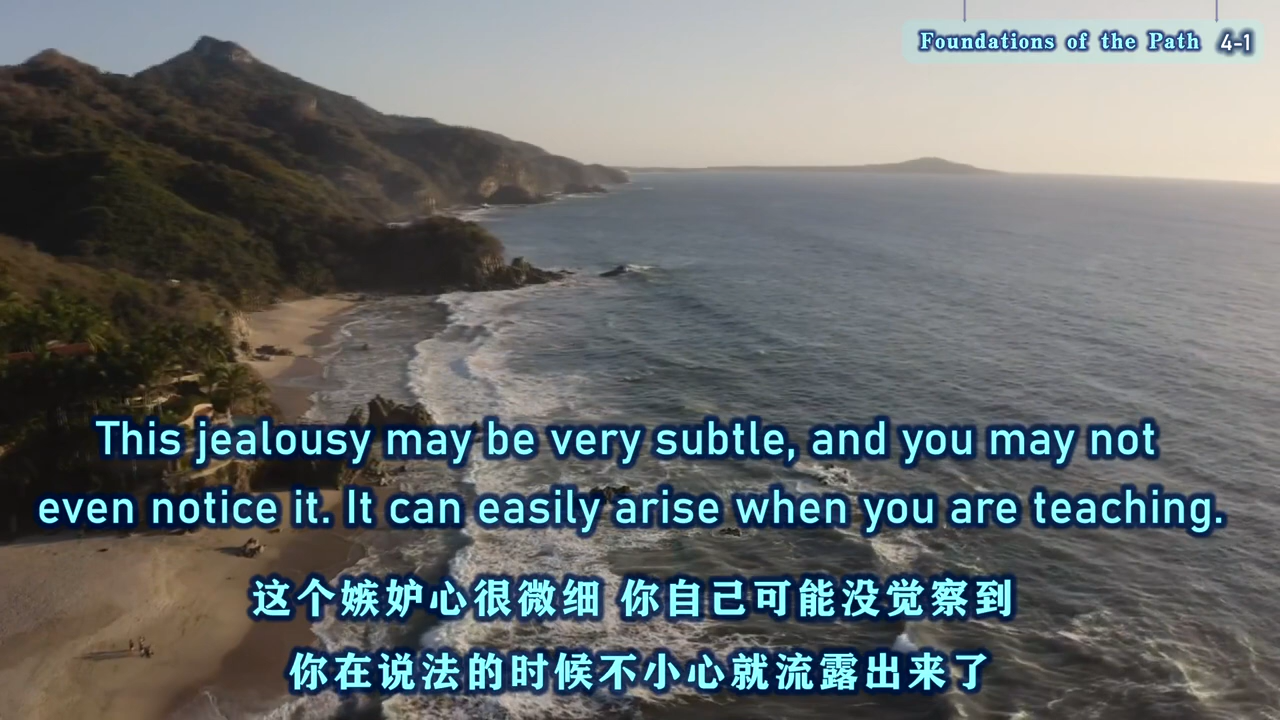 Foundations of the Path 4-1
This jealousy may be very subtle, and you may not
even notice it. It can easily arise when you are teaching.
这个嫉妒心很微细 你自己可能没觉察到
你在说法的时候不小心就流露出来了